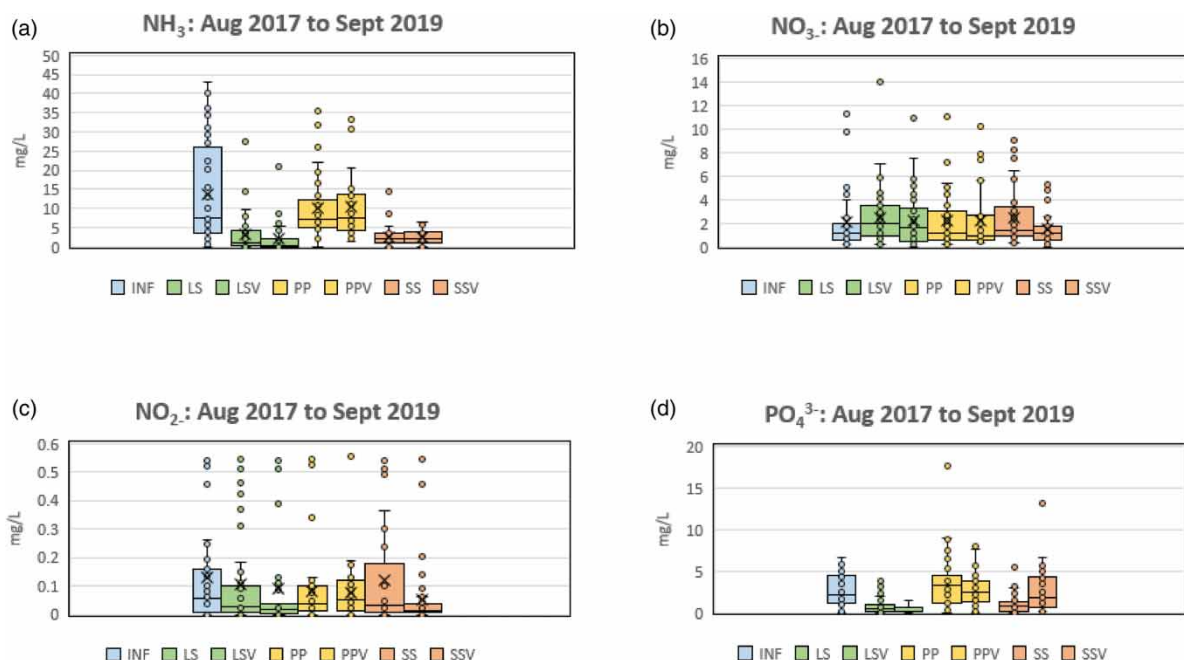 (a) NH₃: Aug 2017 to Sept 2019
50
45
40
35
30
25
20
15
10
5
0
mg/L
INF LS LSV PP PPV SS SSV
(b) NO₃₋: Aug 2017 to Sept 2019
16
14
12
10
8
6
4
2
0
mg/L
INF LS LSV PP PPV SS SSV
(c) NO₂₋: Aug 2017 to Sept 2019
0.6
0.5
0.4
0.3
0.2
0.1
0
mg/L
INF LS LSV PP PPV SS SSV
(d) PO₄³⁻: Aug 2017 to Sept 2019
20
15
10
5
0
mg/L
INF LS LSV PP PPV SS SSV